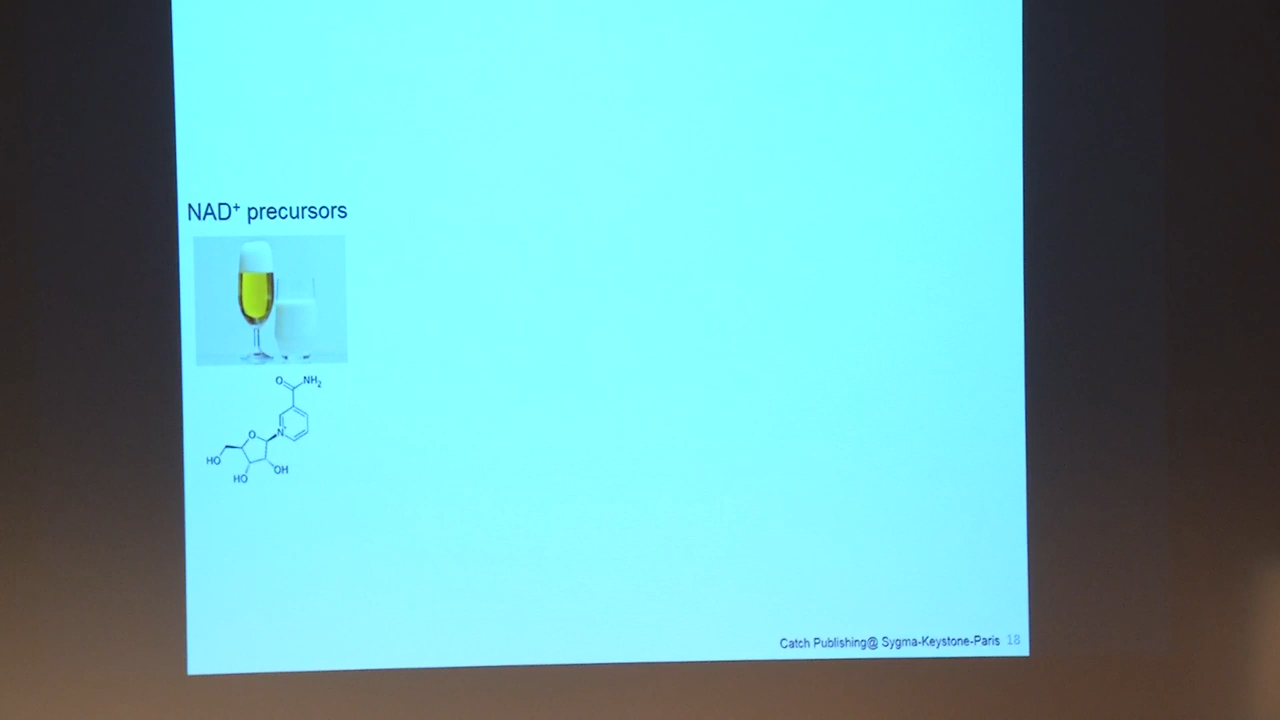 NAD⁺ precursors
O
NH₂
O
N⁺
HO
OH
HO
Catch Publishing@ Sygma-Keystone-Paris 18